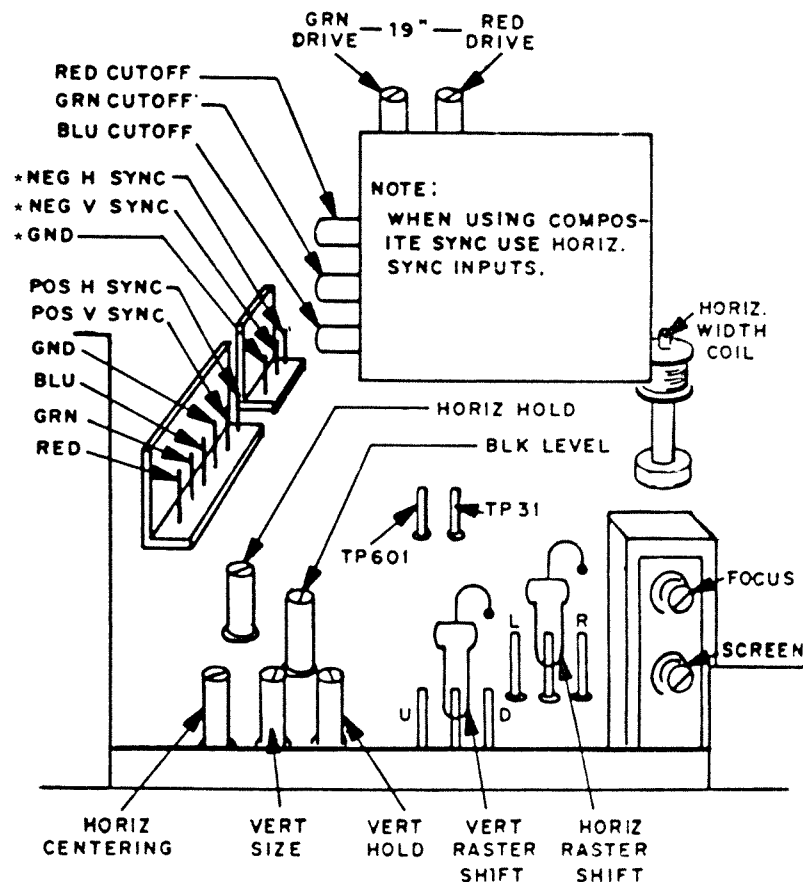 GRN DRIVE
19"
RED DRIVE
RED CUTOFF
GRN CUTOFF
BLU CUTOFF
*NEG H SYNC
*NEG V SYNC
*GND
NOTE:
WHEN USING COMPOS-
ITE SYNC USE HORIZ.
SYNC INPUTS.
POS H SYNC
POS V SYNC
GND
BLU
GRN
RED
HORIZ.
WIDTH
COIL
HORIZ HOLD
BLK LEVEL
TP601
TP31
FOCUS
SCREEN
L
R
U
D
HORIZ
CENTERING
VERT
SIZE
VERT
HOLD
VERT
RASTER
SHIFT
HORIZ
RASTER
SHIFT